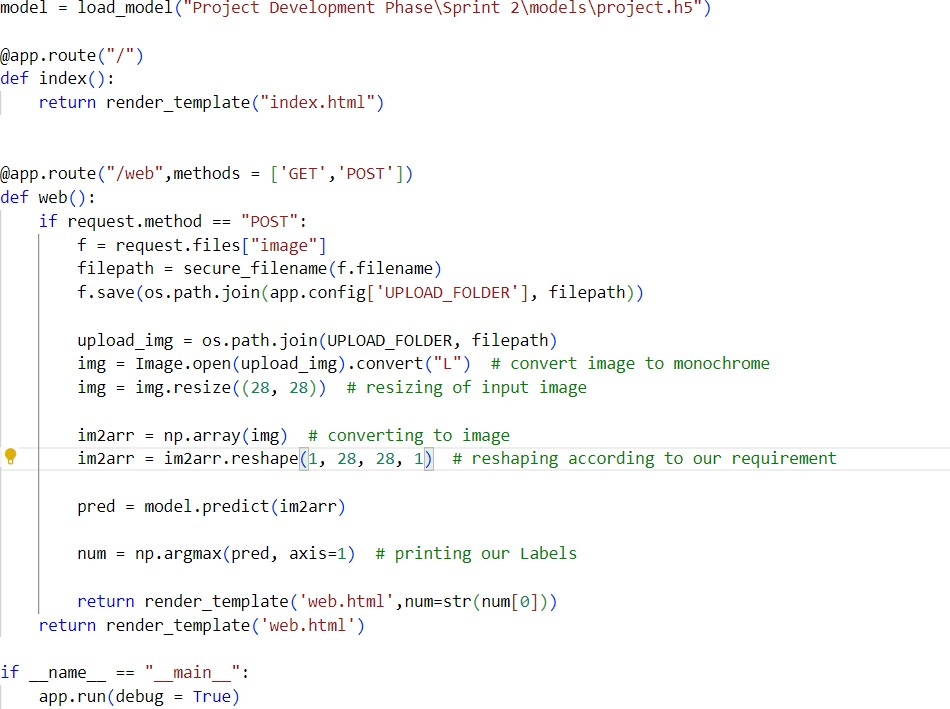 model = load_model("Project Development Phase\Sprint 2\models\project.h5")
@app.route("/")
def index():
    return render_template("index.html")
@app.route("/web",methods = ['GET','POST'])
def web():
    if request.method == "POST":
        f = request.files["image"]
        filepath = secure_filename(f.filename)
        f.save(os.path.join(app.config['UPLOAD_FOLDER'], filepath))
        upload_img = os.path.join(UPLOAD_FOLDER, filepath)
        img = Image.open(upload_img).convert("L")  # convert image to monochrome
        img = img.resize((28, 28))  # resizing of input image
        im2arr = np.array(img)  # converting to image
        im2arr = im2arr.reshape(1, 28, 28, 1)  # reshaping according to our requirement
        pred = model.predict(im2arr)
        num = np.argmax(pred, axis=1)  # printing our Labels
        return render_template('web.html',num=str(num[0]))
    return render_template('web.html')
if __name__ == "__main__":
    app.run(debug = True)